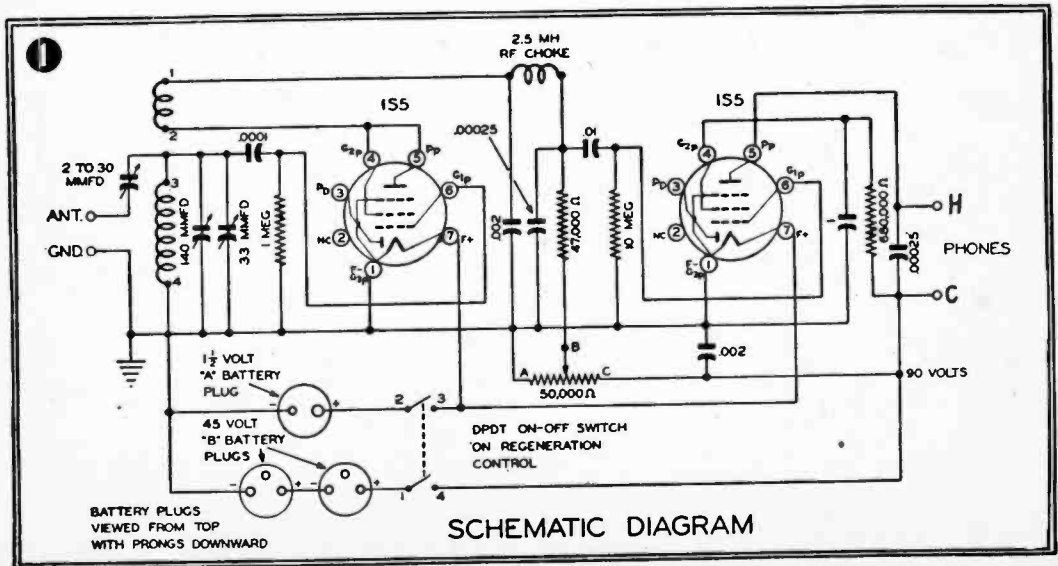 1
2.5 MH
RF CHOKE
1
2
1S5
1S5
.0001
.00025
.01
2 TO 30
MMFD
ANT.
GND.
3
4
140 MMFD
33 MMFD
1 MEG
G2P
4
5
PP
PD
3
6
G1P
NC
2
7
F+
1
.002
47,000 Ω
10 MEG
G2P
4
5
PP
PD
3
6
G1P
NC
2
7
F+
1
.1
680,000 Ω
.00025
H
PHONES
C
.002
B
A
C
50,000 Ω
90 VOLTS
1½ VOLT
"A" BATTERY
PLUG
- +
2
3
45 VOLT
"B" BATTERY
PLUGS
- +
- +
1
4
DPDT ON-OFF SWITCH
ON REGENERATION
CONTROL
BATTERY PLUGS
VIEWED FROM TOP
WITH PRONGS DOWNWARD
SCHEMATIC DIAGRAM